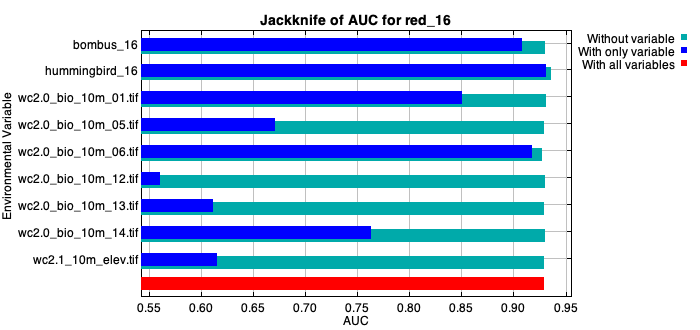 Jackknife of AUC for red_16
Without variable
With only variable
With all variables
Environmental Variable
bombus_16
hummingbird_16
wc2.0_bio_10m_01.tif
wc2.0_bio_10m_05.tif
wc2.0_bio_10m_06.tif
wc2.0_bio_10m_12.tif
wc2.0_bio_10m_13.tif
wc2.0_bio_10m_14.tif
wc2.1_10m_elev.tif
0.55 0.60 0.65 0.70 0.75 0.80 0.85 0.90 0.95
AUC